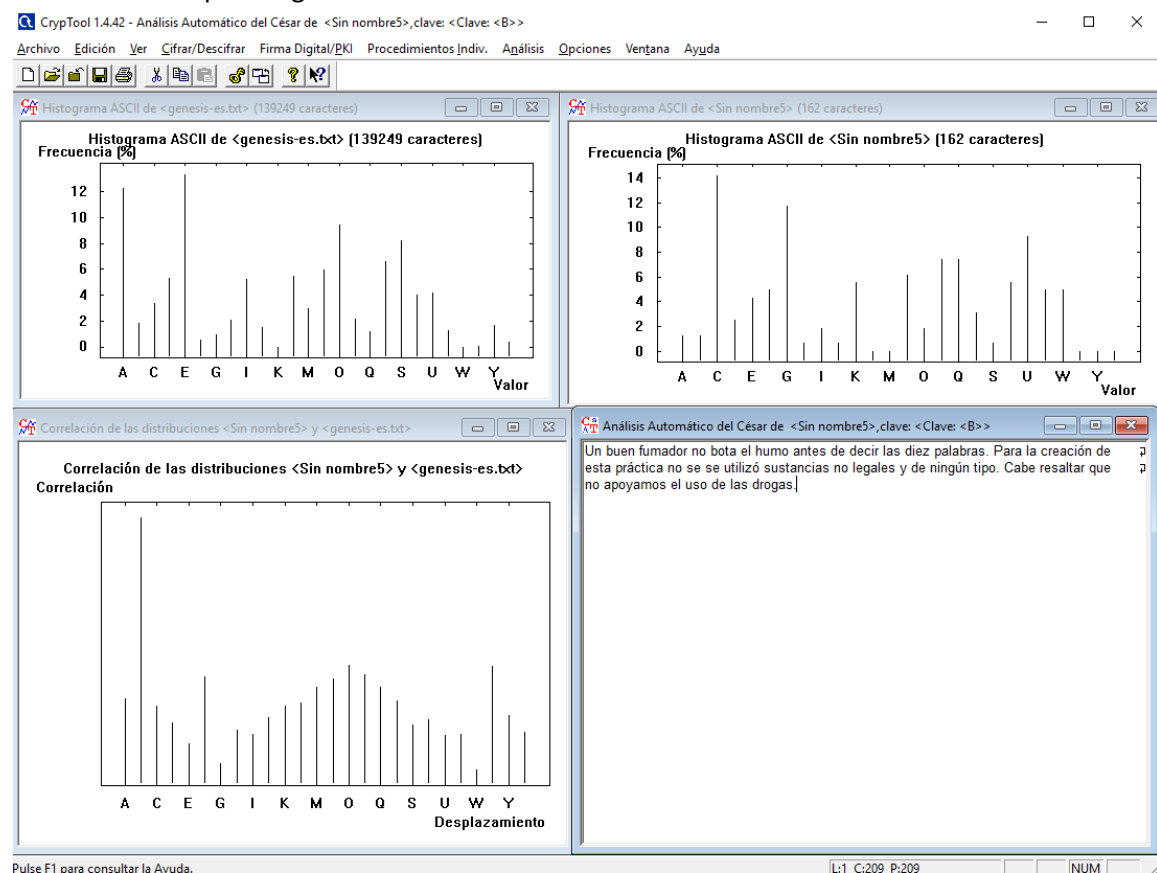 CrypTool 1.4.42 - Análisis Automático del César de <Sin nombre5>,clave: <Clave: <B>>
Archivo Edición Ver Cifrar/Descifrar Firma Digital/PKI Procedimientos Indiv. Análisis Opciones Ventana Ayuda
Histograma ASCII de <genesis-es.txt> (139249 caracteres)
Histograma ASCII de <genesis-es.txt> (139249 caracteres)
Frecuencia (%)
12
10
8
6
4
2
0
A C E G I K M O Q S U W Y
Valor
Histograma ASCII de <Sin nombre5> (162 caracteres)
Histograma ASCII de <Sin nombre5> (162 caracteres)
Frecuencia (%)
14
12
10
8
6
4
2
0
A C E G I K M O Q S U W Y
Valor
Correlación de las distribuciones <Sin nombre5> y <genesis-es.txt>
Correlación de las distribuciones <Sin nombre5> y <genesis-es.txt>
Correlación
A C E G I K M O Q S U W Y
Desplazamiento
Análisis Automático del César de <Sin nombre5>,clave: <Clave: <B>>
Un buen fumador no bota el humo antes de decir las diez palabras. Para la creación de
esta práctica no se se utilizó sustancias no legales y de ningún tipo. Cabe resaltar que
no apoyamos el uso de las drogas.
Pulse F1 para consultar la Ayuda.
L:1 C:209 P:209
NUM